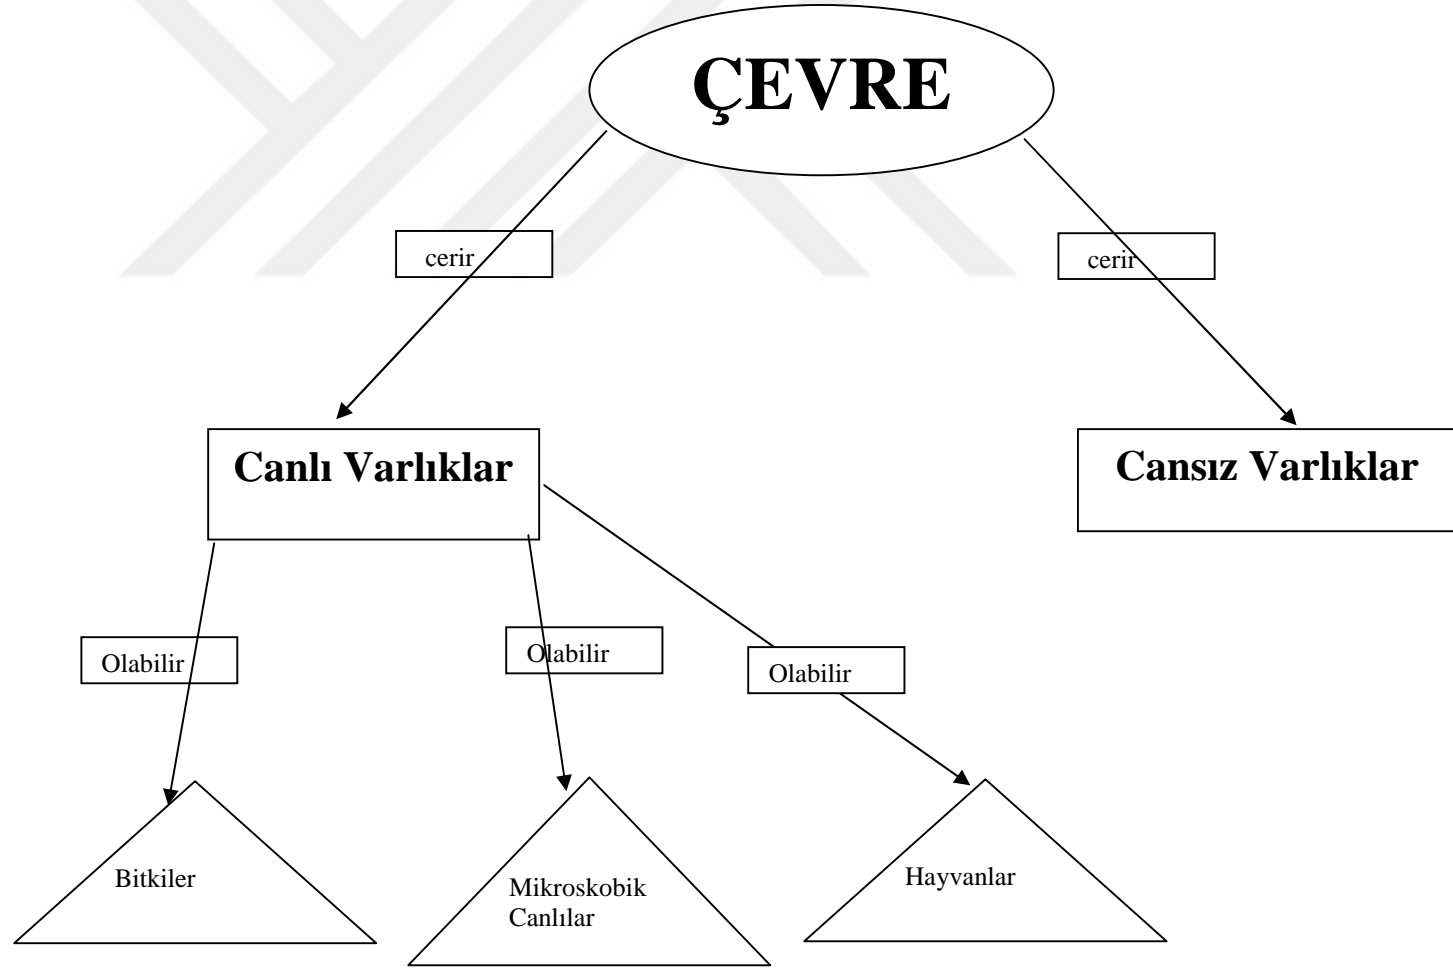 ÇEVRE
cerir
cerir
Canlı Varlıklar
Cansız Varlıklar
Olabilir
Olabilir
Olabilir
Bitkiler
Mikroskobik
Canlılar
Hayvanlar